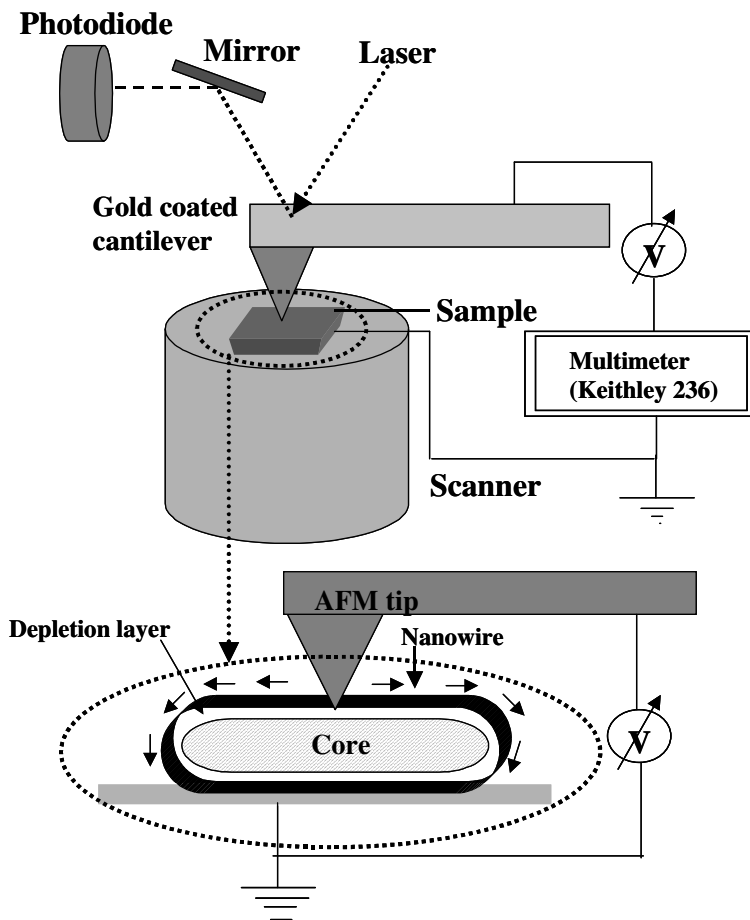 Photodiode
Mirror
Laser
Gold coated
cantilever
V
Sample
Multimeter
(Keithley 236)
Scanner
AFM tip
Depletion layer
Nanowire
Core
V